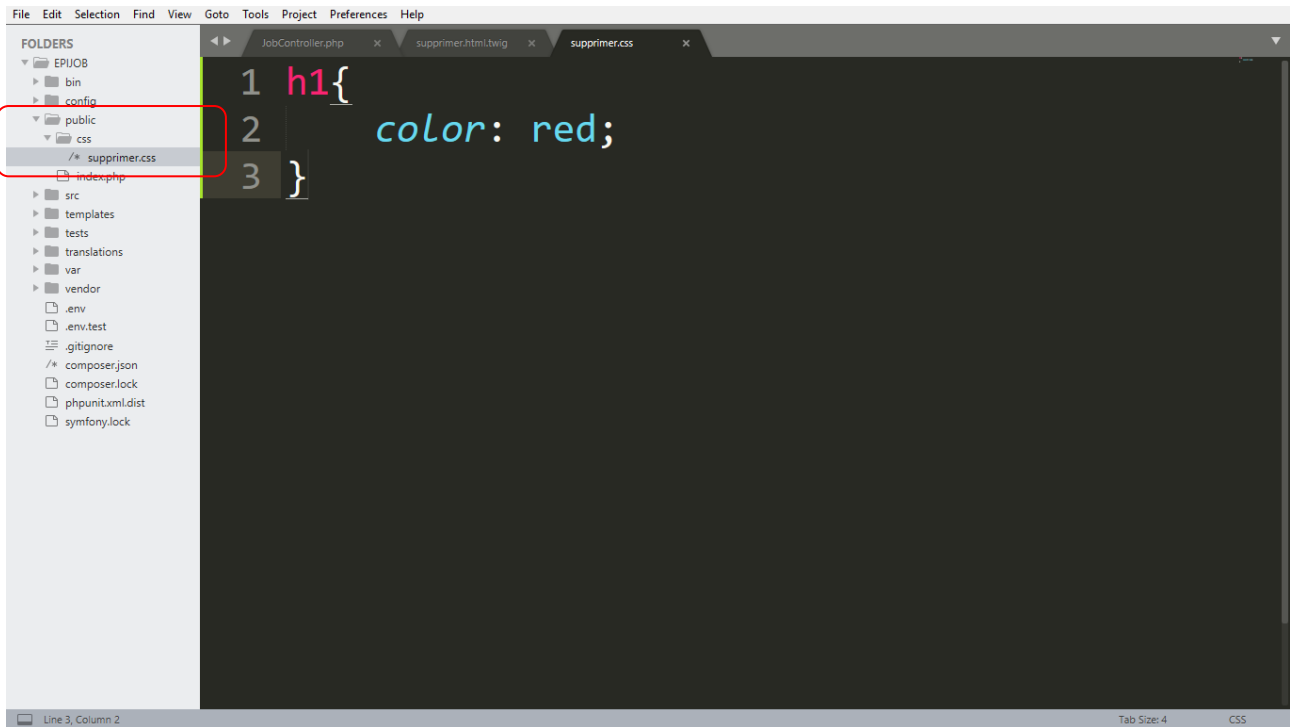 File Edit Selection Find View Goto Tools Project Preferences Help
FOLDERS
EPIJOB
bin
config
public
css
/* supprimer.css
index.php
src
templates
tests
translations
var
vendor
.env
.env.test
.gitignore
/* composer.json
composer.lock
phpunit.xml.dist
symfony.lock
JobController.php × supprimer.html.twig × supprimer.css ×
1 h1{
2 color: red;
3 }
Line 3, Column 2 Tab Size: 4 CSS